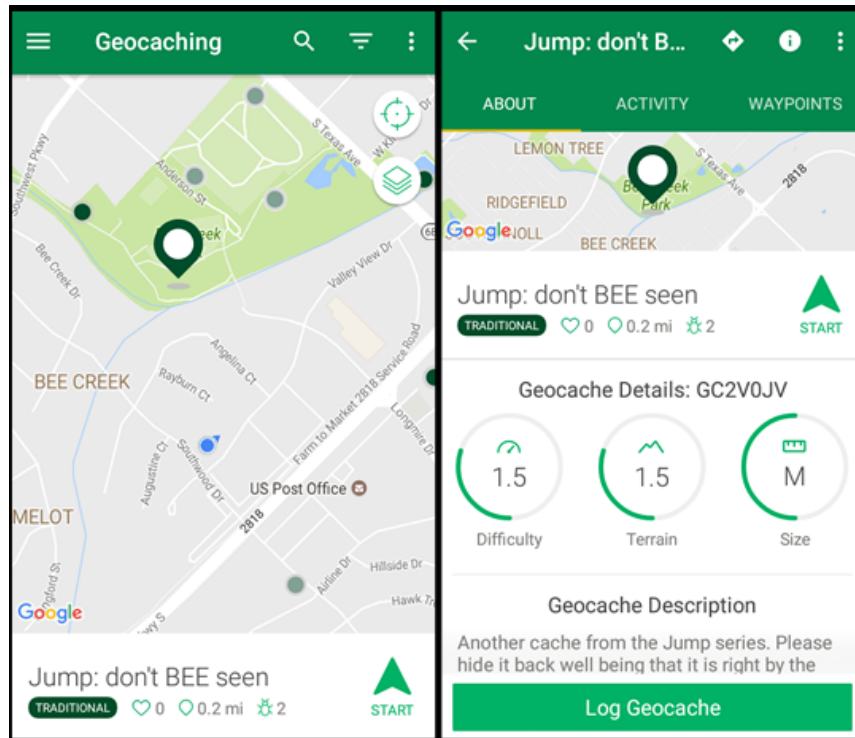 Geocaching
Southwest Pkwy
Anderson St
S Texas Ave
Bee Creek Dr
Valley View Dr
Angelina Ct
BEE CREEK
Rayburn Ct
Augustine Ct
Southwood Dr
Farm to Market 2818 Service Road
Longmire Dr
US Post Office
2818
MELOT
Airline Dr
Hillside Dr
Google
Jump: don't BEE seen
TRADITIONAL 0 0.2 mi 2
START
Jump: don't B...
ABOUT ACTIVITY WAYPOINTS
LEMON TREE
S Texas Ave
2818
RIDGEFIELD
Park
Google
BEE CREEK
Jump: don't BEE seen
TRADITIONAL 0 0.2 mi 2
START
Geocache Details: GC2V0JV
1.5 1.5 M
Difficulty Terrain Size
Geocache Description
Another cache from the Jump series. Please
hide it back well being that it is right by the
Log Geocache